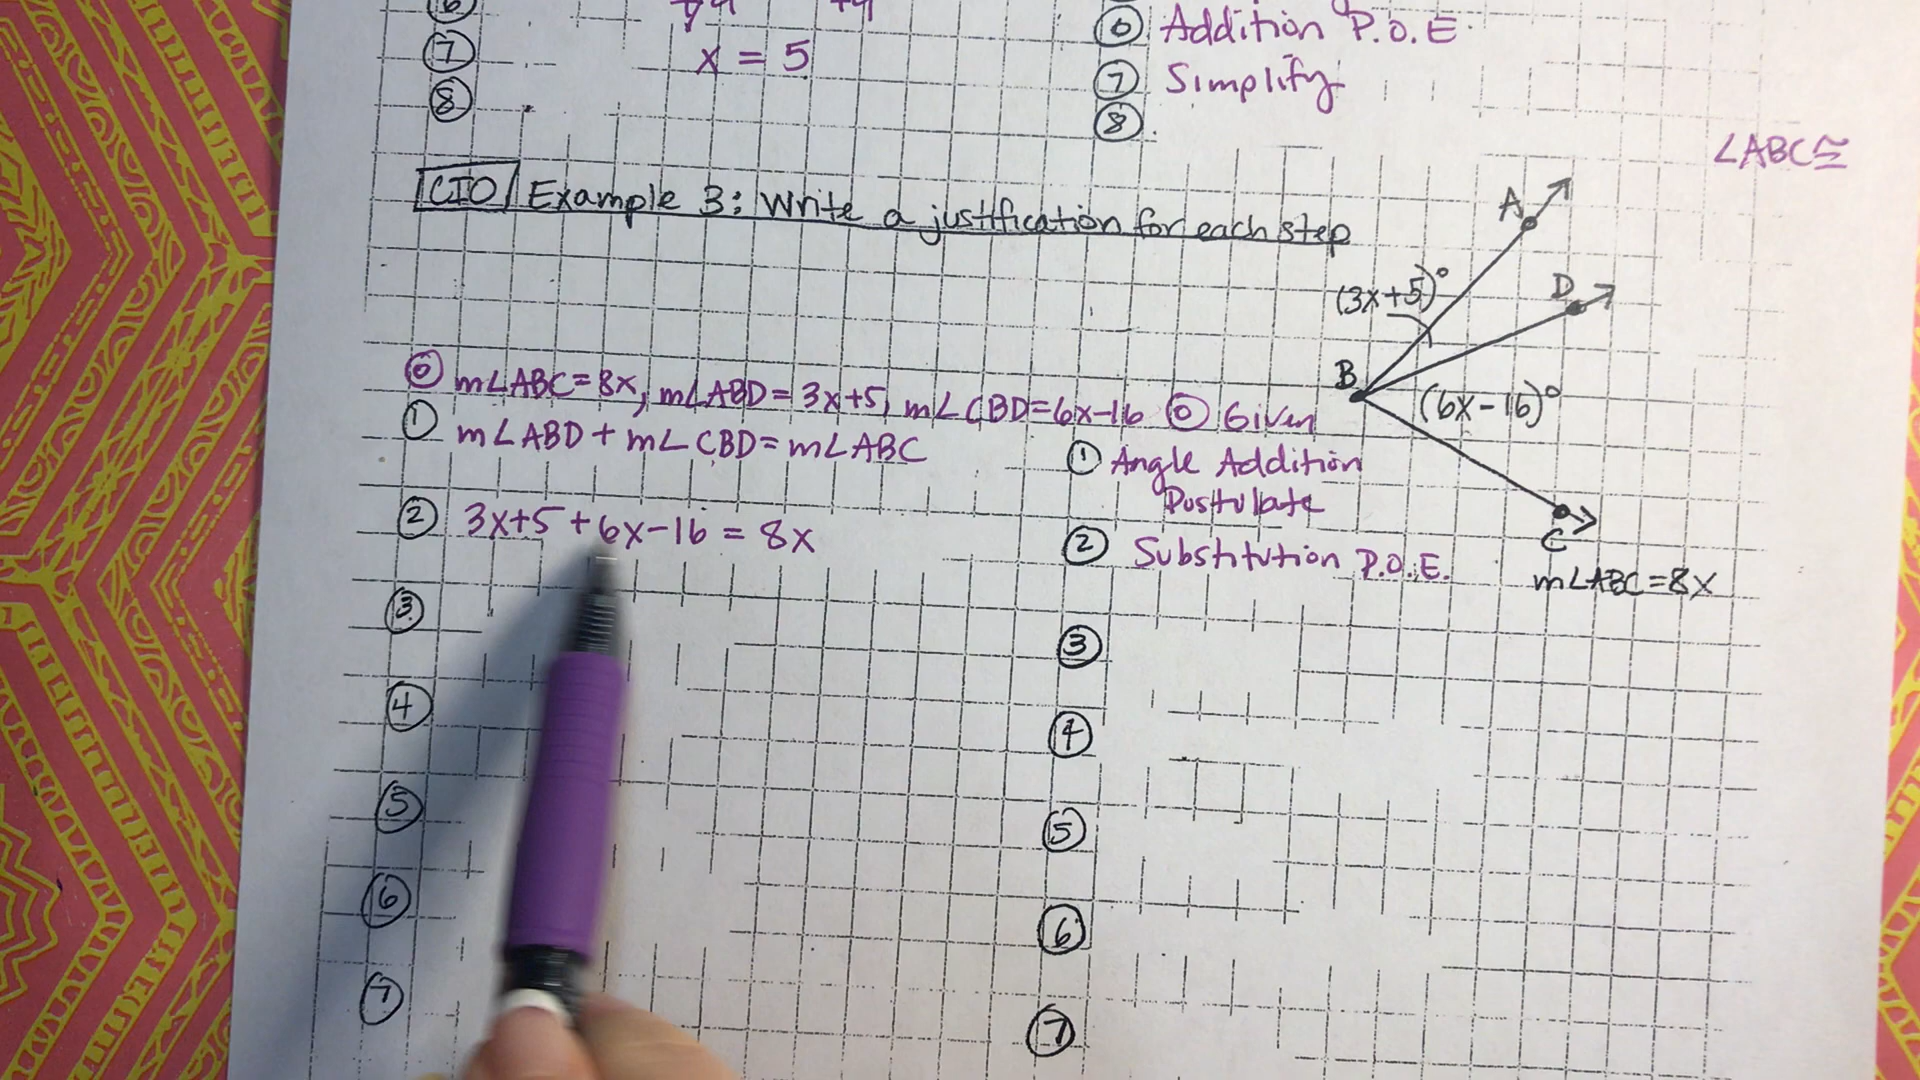 6
7 x = 5
8
6 Addition P.O.E.
7 Simplify
8
∠ABC≅
CIO Example 3: Write a justification for each step
A
D
(3x+5)°
B
(6x-16)°
C
m∠ABC=8x
0 m∠ABC=8x, m∠ABD=3x+5, m∠CBD=6x-16 0 Given
1 m∠ABD+m∠CBD=m∠ABC
1 Angle Addition
Postulate
2 3x+5+6x-16=8x
2 Substitution P.O.E.
3
3
4
4
5
5
6
6
7
7